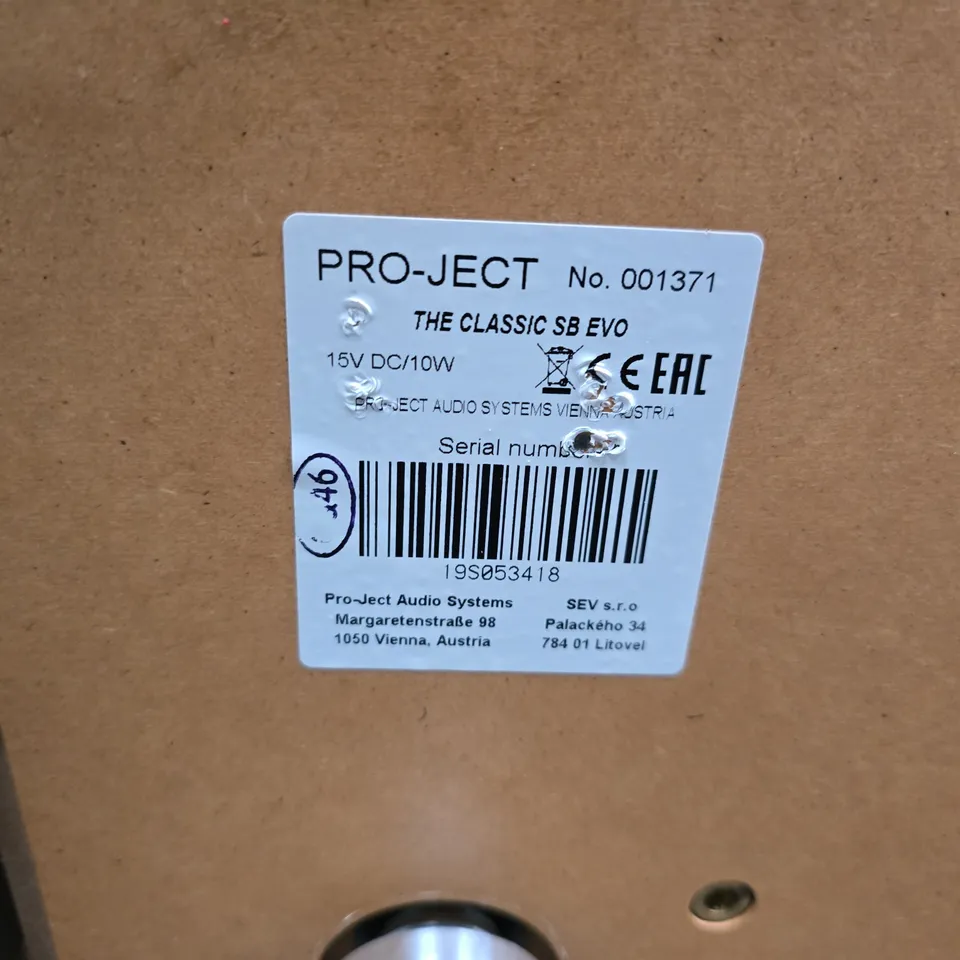 PRO-JECT No. 001371
THE CLASSIC SB EVO
15V DC/10W CE EAC
PRO-JECT AUDIO SYSTEMS VIENNA AUSTRIA
Serial number
19S053418
Pro-Ject Audio Systems SEV s.r.o
Margaretenstraße 98 Palackého 34
1050 Vienna, Austria 784 01 Litovel